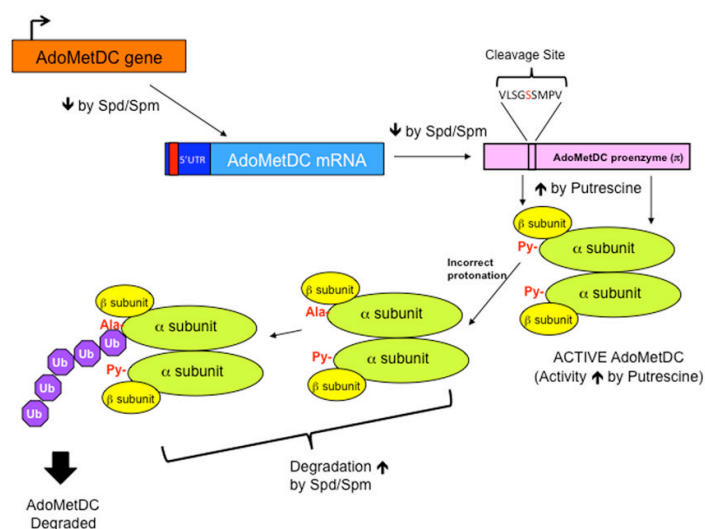 AdoMetDC gene
Cleavage Site
VLSGSSMPV
🡫 by Spd/Spm
🡫 by Spd/Spm
5'UTR
AdoMetDC mRNA
AdoMetDC proenzyme (π)
🡩 by Putrescine
β subunit
Py-
α subunit
Py-
α subunit
β subunit
Incorrect
protonation
ACTIVE AdoMetDC
(Activity 🡩 by Putrescine)
β subunit
Ala-
α subunit
Py-
α subunit
β subunit
β subunit
Ala-
α subunit
Py-
α subunit
β subunit
Ub
Ub
Ub
Ub
Ub
Degradation 🡩
by Spd/Spm
AdoMetDC
Degraded